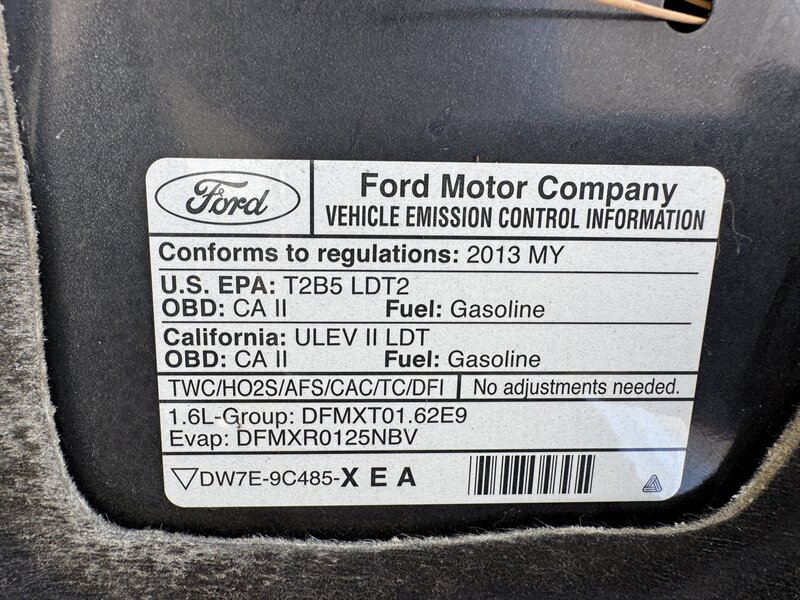 Ford
Ford Motor Company
VEHICLE EMISSION CONTROL INFORMATION
Conforms to regulations: 2013 MY
U.S. EPA: T2B5 LDT2
OBD: CA II Fuel: Gasoline
California: ULEV II LDT
OBD: CA II Fuel: Gasoline
TWC/HO2S/AFS/CAC/TC/DFI No adjustments needed.
1.6L-Group: DFMXT01.62E9
Evap: DFMXR0125NBV
DW7E-9C485-X E A